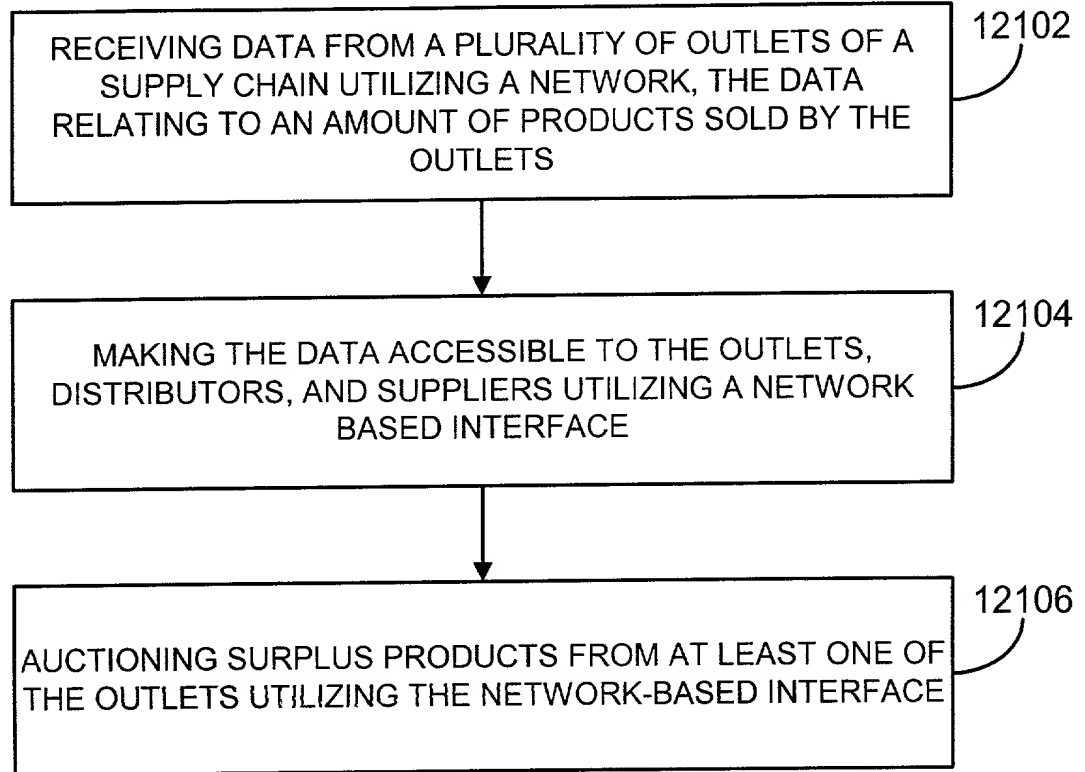 12102
RECEIVING DATA FROM A PLURALITY OF OUTLETS OF A
SUPPLY CHAIN UTILIZING A NETWORK, THE DATA
RELATING TO AN AMOUNT OF PRODUCTS SOLD BY THE
OUTLETS
12104
MAKING THE DATA ACCESSIBLE TO THE OUTLETS,
DISTRIBUTORS, AND SUPPLIERS UTILIZING A NETWORK
BASED INTERFACE
12106
AUCTIONING SURPLUS PRODUCTS FROM AT LEAST ONE OF
THE OUTLETS UTILIZING THE NETWORK-BASED INTERFACE